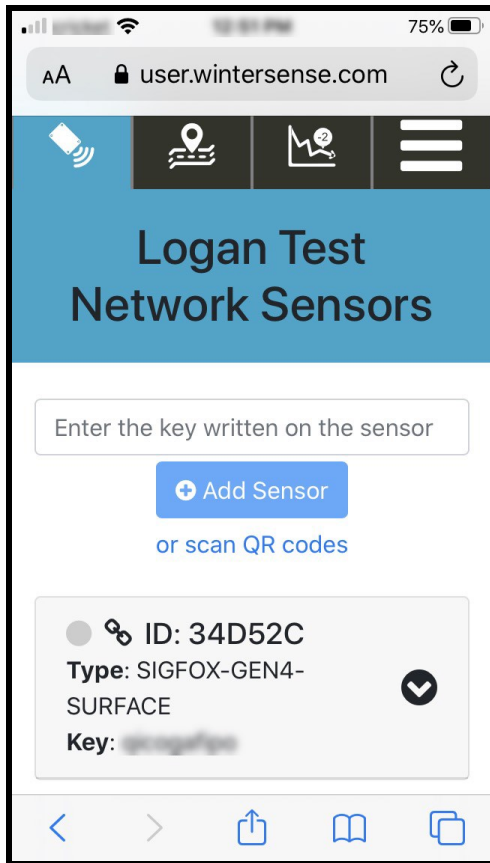 75%
AA user.wintersense.com
-2
Logan Test
Network Sensors
Enter the key written on the sensor
Add Sensor
or scan QR codes
ID: 34D52C
Type: SIGFOX-GEN4-
SURFACE
Key: